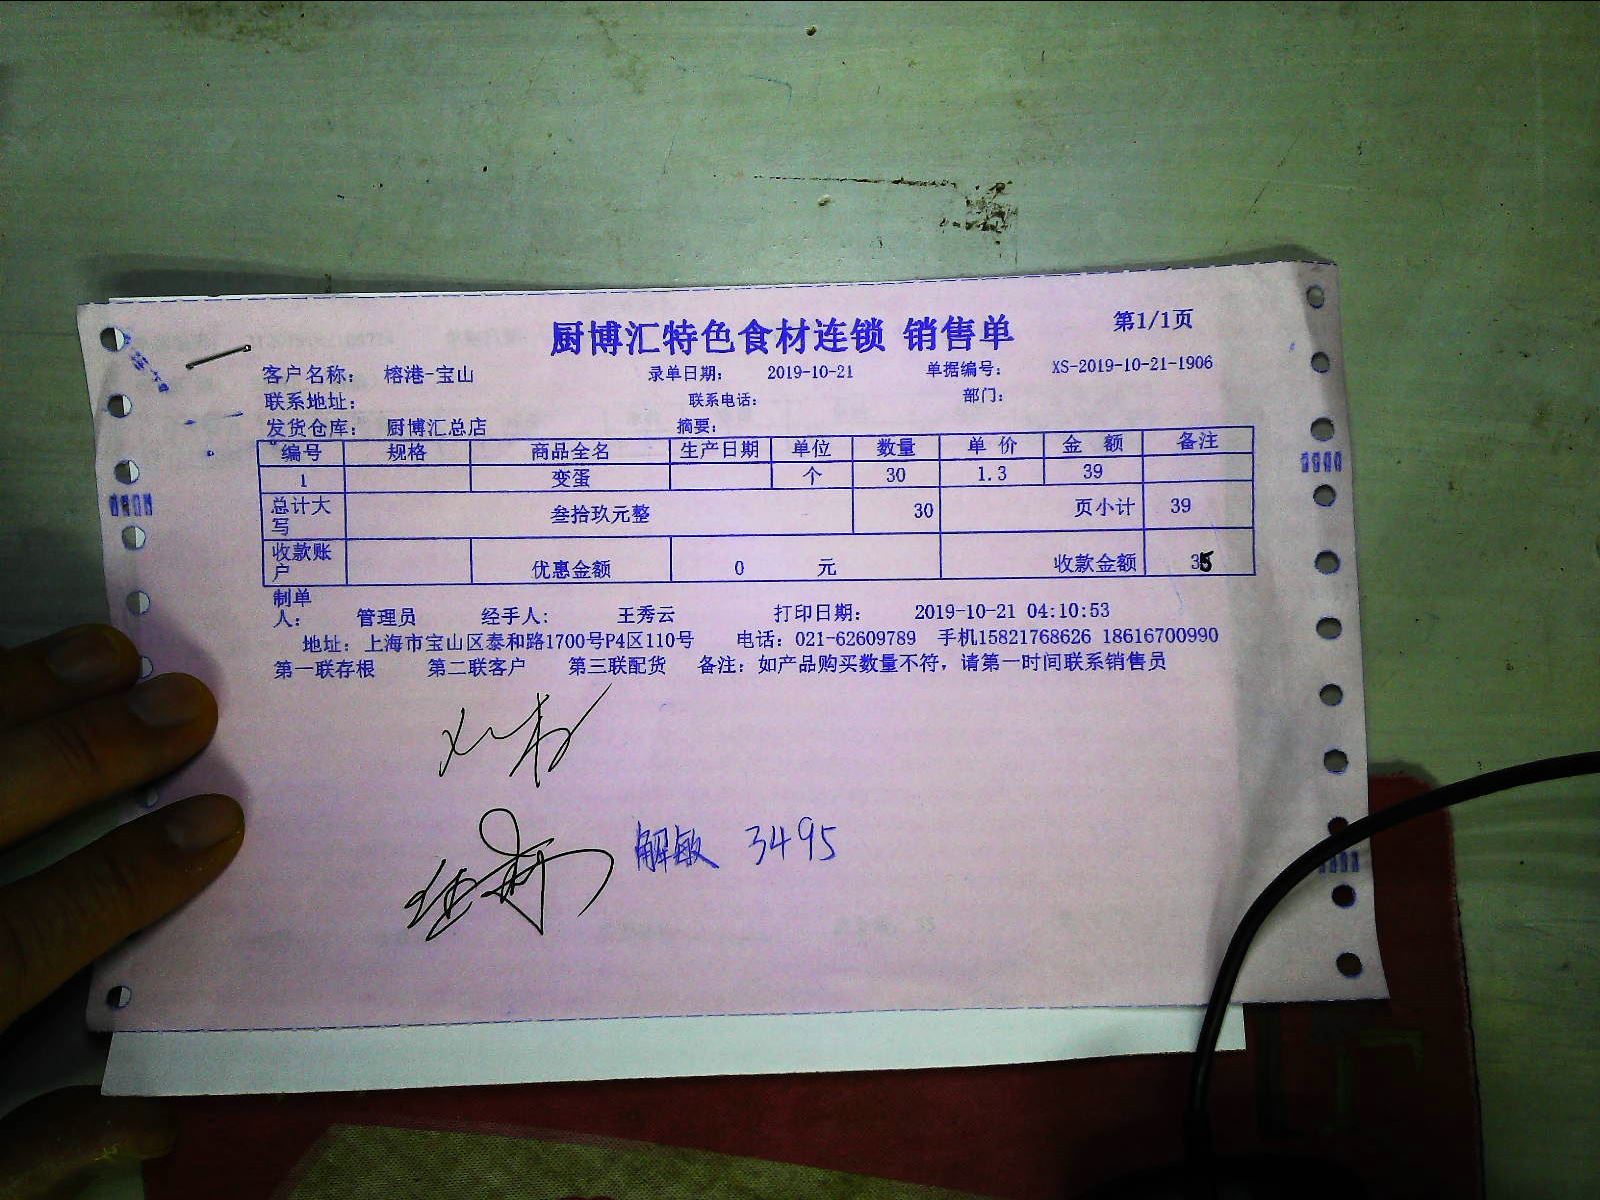 厨博汇特色食材连锁 销售单 第1/1页
客户名称： 榕港-宝山 录单日期： 2019-10-21 单据编号： XS-2019-10-21-1906
联系地址： 联系电话： 部门：
发货仓库： 厨博汇总店 摘要：
编号 规格 商品全名 生产日期 单位 数量 单 价 金 额 备注
1 变蛋 个 30 1.3 39
总计大写 叁拾玖元整 30 页小计 39
收款账户 优惠金额 0 元 收款金额 35
制单人： 管理员 经手人： 王秀云 打印日期： 2019-10-21 04:10:53
地址：上海市宝山区泰和路1700号P4区110号 电话：021-62609789 手机15821768626 18616700990
第一联存根 第二联客户 第三联配货 备注：如产品购买数量不符，请第一时间联系销售员
解敏 3495